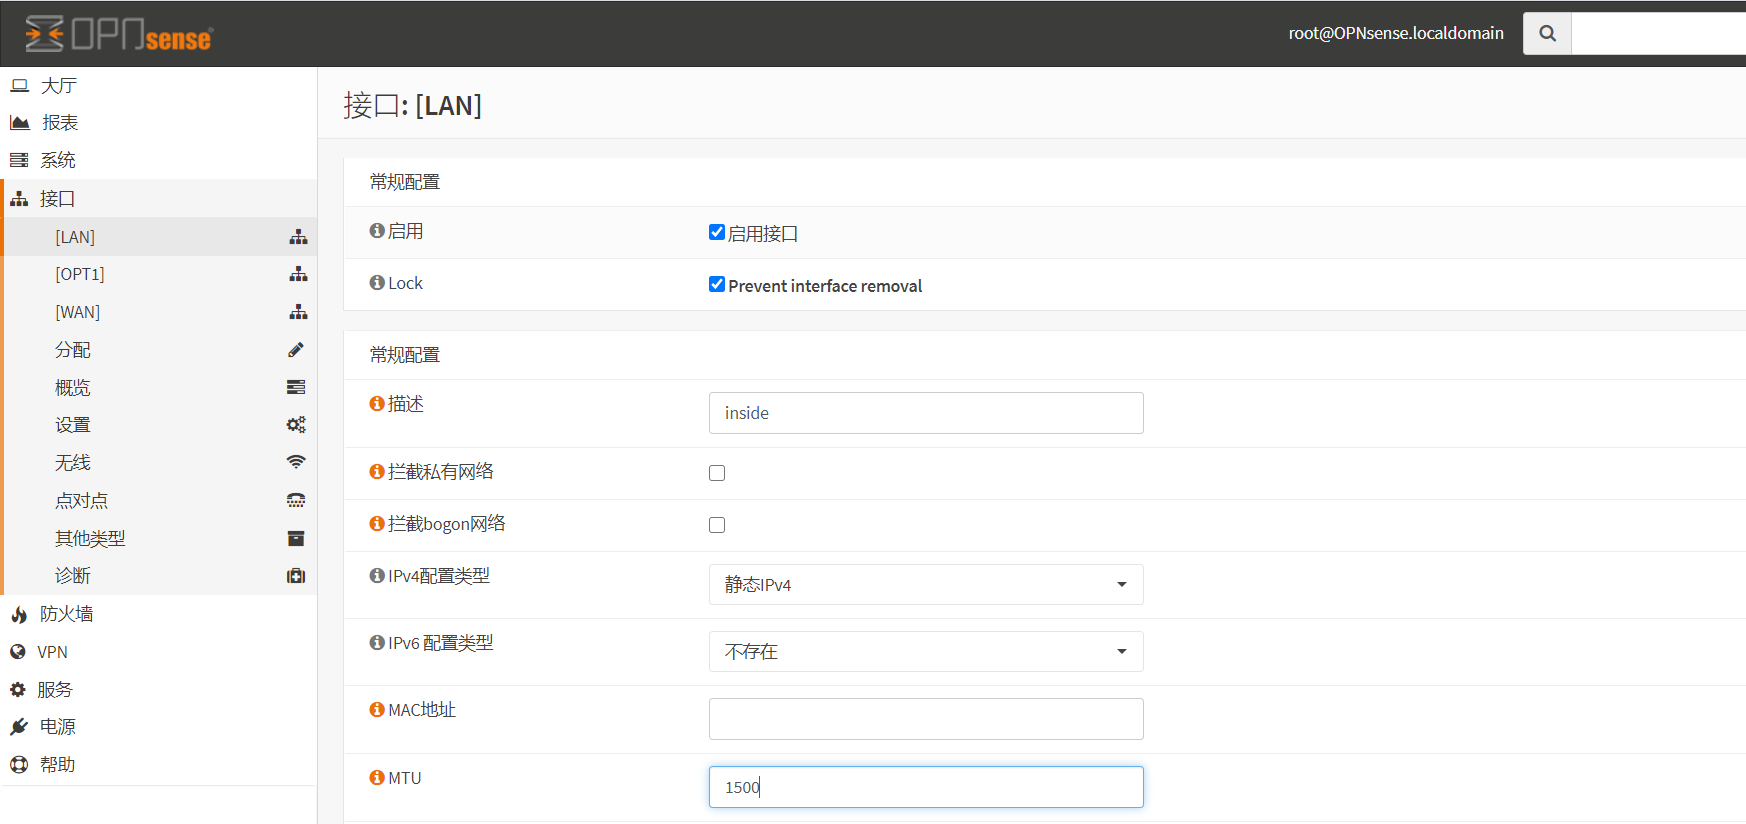 OPNsense
root@OPNsense.localdomain
大厅
报表
系统
接口
[LAN]
[OPT1]
[WAN]
分配
概览
设置
无线
点对点
其他类型
诊断
防火墙
VPN
服务
电源
帮助
接口: [LAN]
常规配置
启用
启用接口
Lock
Prevent interface removal
常规配置
描述
inside
拦截私有网络
拦截bogon网络
IPv4配置类型
静态IPv4
IPv6 配置类型
不存在
MAC地址
MTU
1500